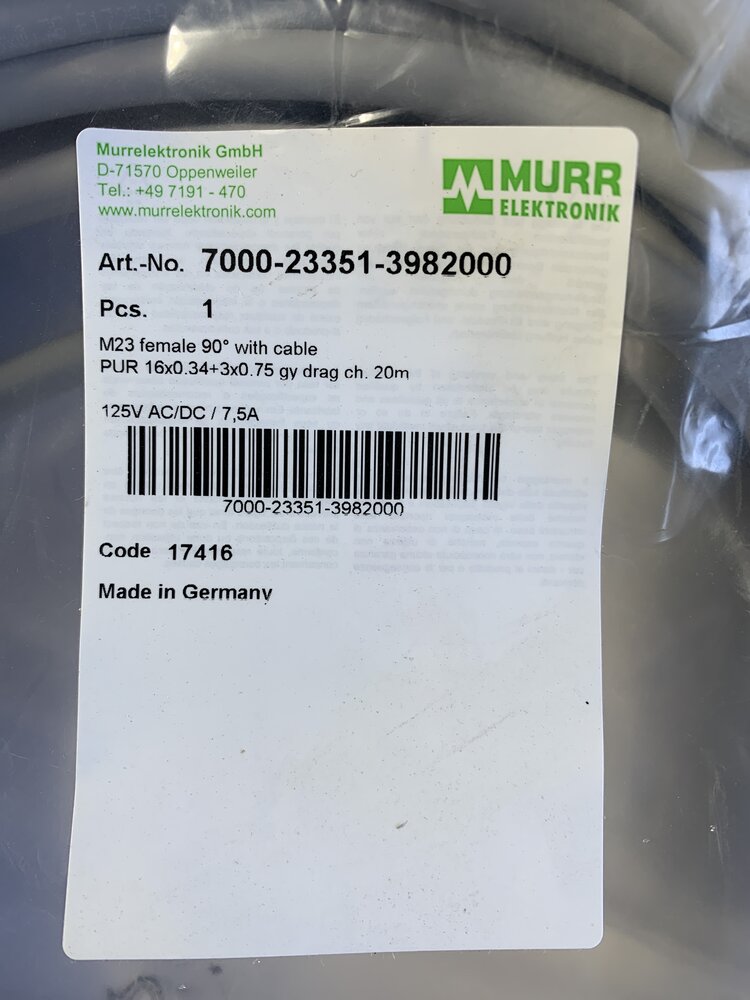 Murrelektronik GmbH
D-71570 Oppenweiler
Tel.: +49 7191 - 470
www.murrelektronik.com
MURR
ELEKTRONIK
Art.-No. 7000-23351-3982000
Pcs. 1
M23 female 90° with cable
PUR 16x0.34+3x0.75 gy drag ch. 20m
125V AC/DC / 7,5A
7000-23351-3982000
Code 17416
Made in Germany